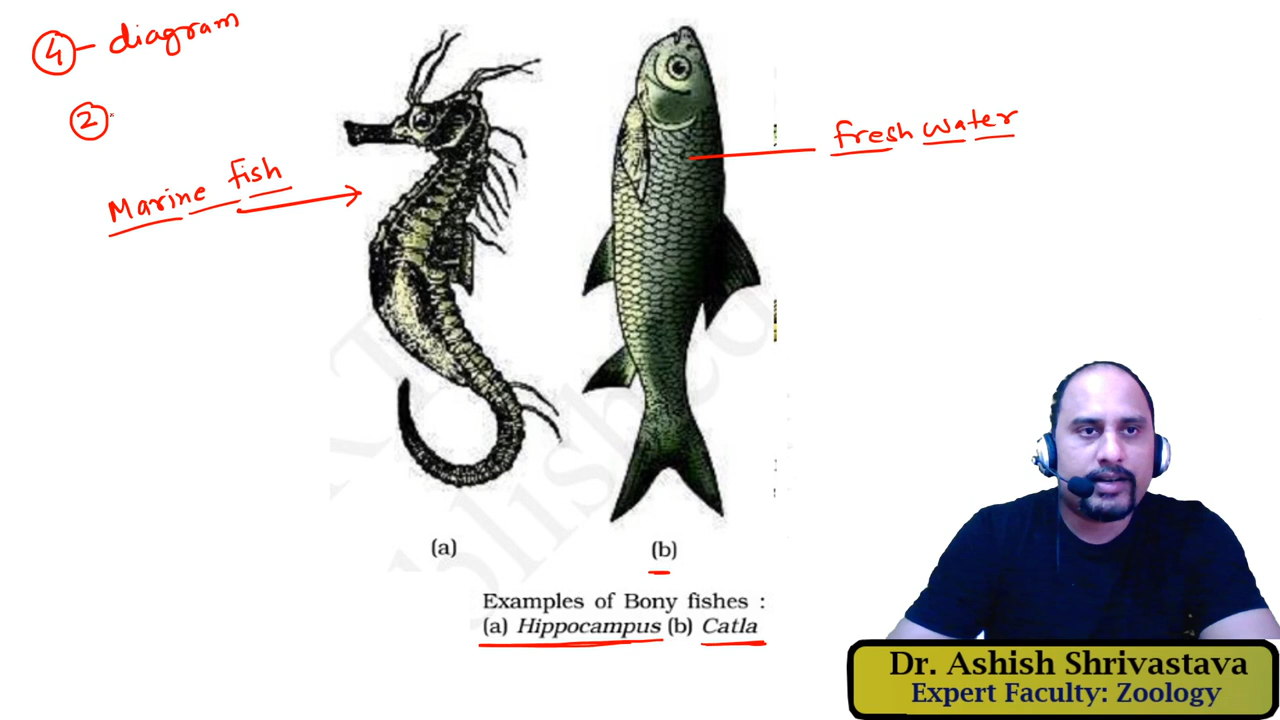 ④ - diagram
②
Marine fish
fresh water
(a) (b)
Examples of Bony fishes :
(a) Hippocampus (b) Catla
Dr. Ashish Shrivastava
Expert Faculty: Zoology